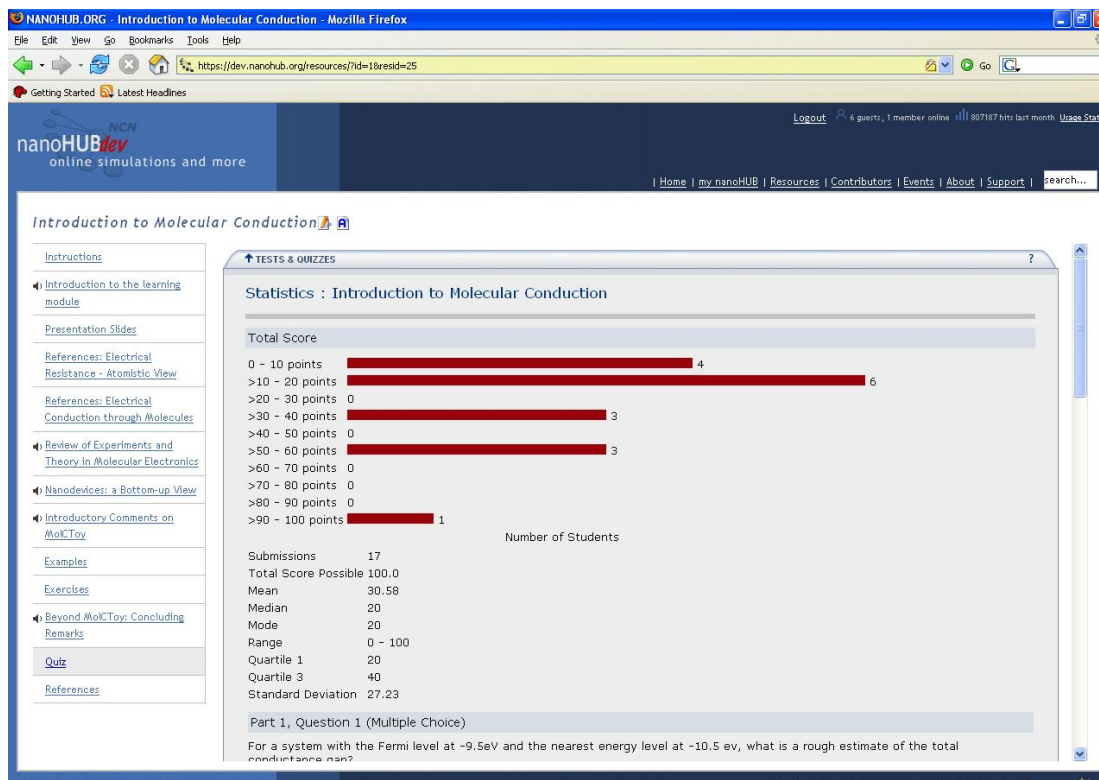 NANOHUB.ORG - Introduction to Molecular Conduction - Mozilla Firefox
File Edit View Go Bookmarks Tools Help
https://dev.nanohub.org/resources/?id=1&resid=25
Go
Getting Started Latest Headlines
NCN
nanoHUBdev
online simulations and more
Logout 6 guests, 1 member online 807187 hits last month Usage Stat
| Home | my nanoHUB | Resources | Contributors | Events | About | Support | search...
Introduction to Molecular Conduction
Instructions
Introduction to the learning
module
Presentation Slides
References: Electrical
Resistance - Atomistic View
References: Electrical
Conduction through Molecules
Review of Experiments and
Theory in Molecular Electronics
Nanodevices: a Bottom-up View
Introductory Comments on
MolCToy
Examples
Exercises
Beyond MolCToy: Concluding
Remarks
Quiz
References
TESTS & QUIZZES ?
Statistics : Introduction to Molecular Conduction
Total Score
0 - 10 points 4
>10 - 20 points 6
>20 - 30 points 0
>30 - 40 points 3
>40 - 50 points 0
>50 - 60 points 3
>60 - 70 points 0
>70 - 80 points 0
>80 - 90 points 0
>90 - 100 points 1
Number of Students
Submissions 17
Total Score Possible 100.0
Mean 30.58
Median 20
Mode 20
Range 0 - 100
Quartile 1 20
Quartile 3 40
Standard Deviation 27.23
Part 1, Question 1 (Multiple Choice)
For a system with the Fermi level at -9.5eV and the nearest energy level at -10.5 ev, what is a rough estimate of the total
conductance gap?